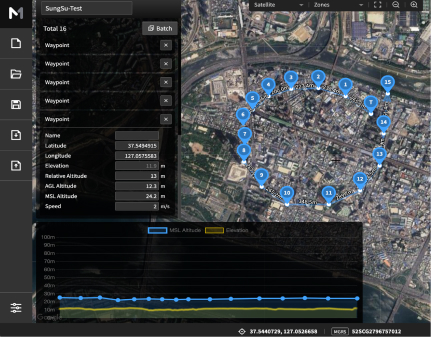 SungSu-Test
Satellite
Zones
Total 16
Batch
Waypoint
Waypoint
Waypoint
Waypoint
Waypoint
Name
Latitude 37.5494915
Longitude 127.0575583
Elevation 11.9 m
Relative Altitude 13 m
AGL Altitude 12.3 m
MSL Altitude 24.2 m
Speed 2 m/s
4
3
2
1
15
5
T
6
14
7
8
13
9
12
10
11
MSL Altitude
Elevation
100m
90m
80m
70m
60m
50m
40m
30m
20m
10m
0m
37.5440729, 127.0526658
MGRS
52SCG2796757012